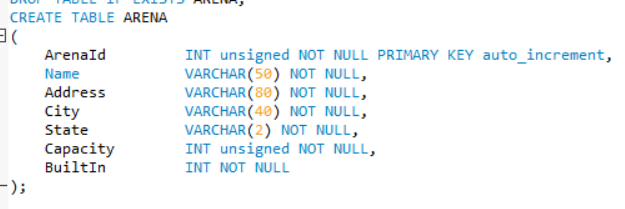 DROP TABLE IF EXISTS ARENA;
CREATE TABLE ARENA
(
ArenaId INT unsigned NOT NULL PRIMARY KEY auto_increment,
Name VARCHAR(50) NOT NULL,
Address VARCHAR(80) NOT NULL,
City VARCHAR(40) NOT NULL,
State VARCHAR(2) NOT NULL,
Capacity INT unsigned NOT NULL,
BuiltIn INT NOT NULL
);